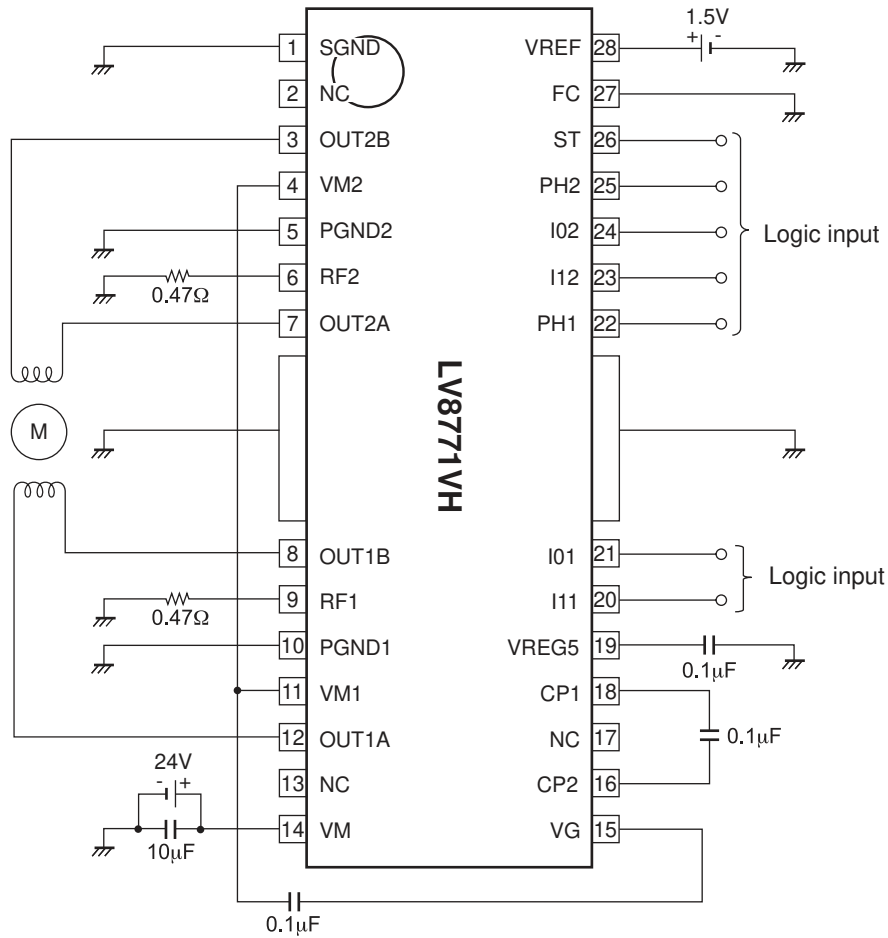 1.5V
+ -
1 SGND VREF 28
2 NC FC 27
3 OUT2B ST 26
4 VM2 PH2 25
5 PGND2 I02 24
Logic input
6 RF2 I12 23
0.47Ω
7 OUT2A PH1 22
LV8771VH
M
8 OUT1B I01 21
9 RF1 I11 20
Logic input
0.47Ω
10 PGND1 VREG5 19
0.1µF
11 VM1 CP1 18
12 OUT1A NC 17
0.1µF
24V
- +
13 NC CP2 16
14 VM VG 15
10µF
0.1µF